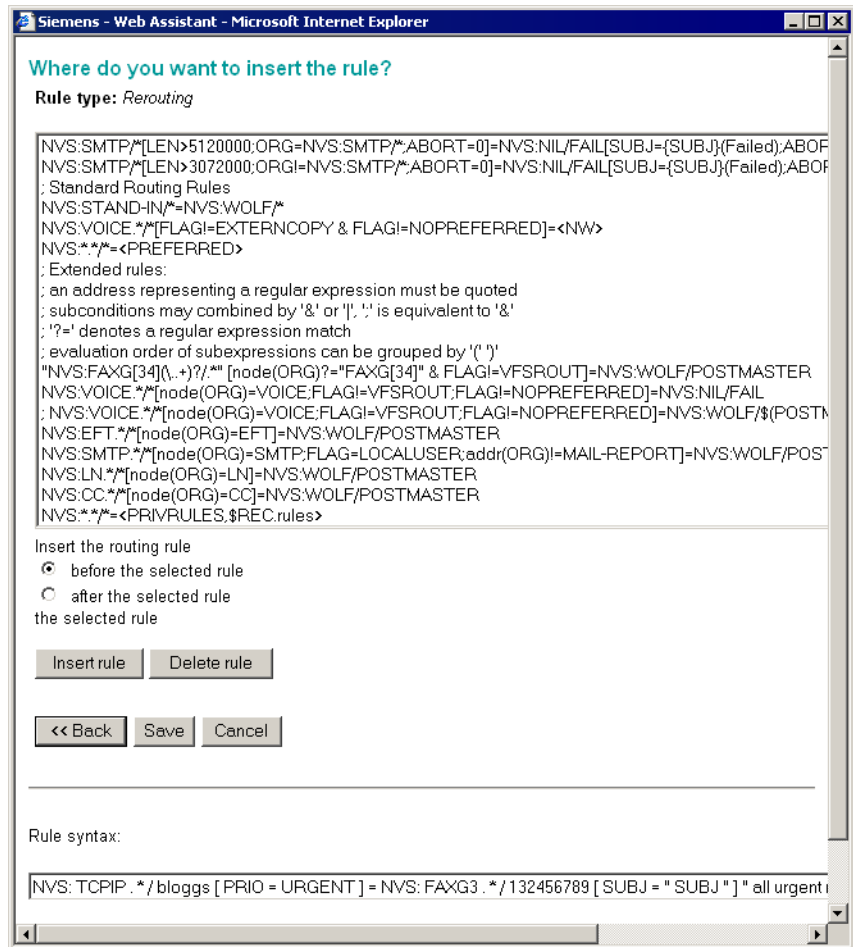 Siemens - Web Assistant - Microsoft Internet Explorer
Where do you want to insert the rule?
Rule type: Rerouting
NVS:SMTP/*[LEN>5120000;ORG=NVS:SMTP/*;ABORT=0]=NVS:NIL/FAIL[SUBJ={SUBJ}(Failed);ABOF
NVS:SMTP/*[LEN>3072000;ORG!=NVS:SMTP/*;ABORT=0]=NVS:NIL/FAIL[SUBJ={SUBJ}(Failed);ABOF
; Standard Routing Rules
NVS:STAND-IN/*=NVS:WOLF/*
NVS:VOICE.*/*[FLAG!=EXTERNCOPY & FLAG!=NOPREFERRED]=<NW>
NVS:*.*/*=<PREFERRED>
; Extended rules:
; an address representing a regular expression must be quoted
; subconditions may combined by '&' or '|', ';' is equivalent to '&'
; '?=' denotes a regular expression match
; evaluation order of subexpressions can be grouped by '(' ')'
"NVS:FAXG[34](\..+)?/.*" [node(ORG)?="FAXG[34]" & FLAG!=VFSROUT]=NVS:WOLF/POSTMASTER
NVS:VOICE.*/*[node(ORG)=VOICE;FLAG!=VFSROUT;FLAG!=NOPREFERRED]=NVS:NIL/FAIL
; NVS:VOICE.*/*[node(ORG)=VOICE;FLAG!=VFSROUT;FLAG!=NOPREFERRED]=NVS:WOLF/$(POSTM
NVS:EFT.*/*[node(ORG)=EFT]=NVS:WOLF/POSTMASTER
NVS:SMTP.*/*[node(ORG)=SMTP;FLAG=LOCALUSER;addr(ORG)!=MAIL-REPORT]=NVS:WOLF/POST
NVS:LN.*/*[node(ORG)=LN]=NVS:WOLF/POSTMASTER
NVS:CC.*/*[node(ORG)=CC]=NVS:WOLF/POSTMASTER
NVS:*.*/*=<PRIVRULES,$REC.rules>
Insert the routing rule
before the selected rule
after the selected rule
the selected rule
Insert rule Delete rule
<< Back Save Cancel
Rule syntax:
NVS: TCPIP . * / bloggs [ PRIO = URGENT ] = NVS: FAXG3 . * / 132456789 [ SUBJ = " SUBJ " ] " all urgent